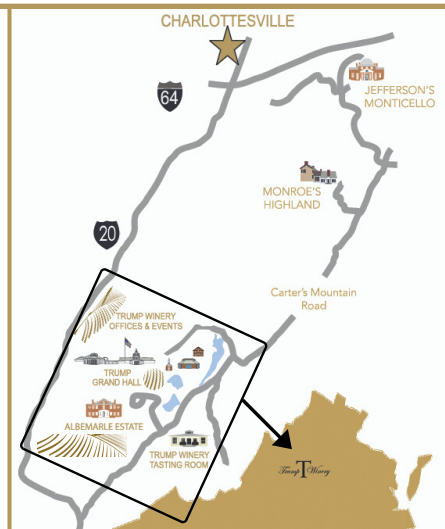 CHARLOTTESVILLE
64
JEFFERSON'S
MONTICELLO
MONROE'S
HIGHLAND
20
Carter's Mountain
Road
TRUMP WINERY
OFFICES & EVENTS
TRUMP
GRAND HALL
ALBEMARLE ESTATE
TRUMP WINERY
TASTING ROOM
Trump T Winery